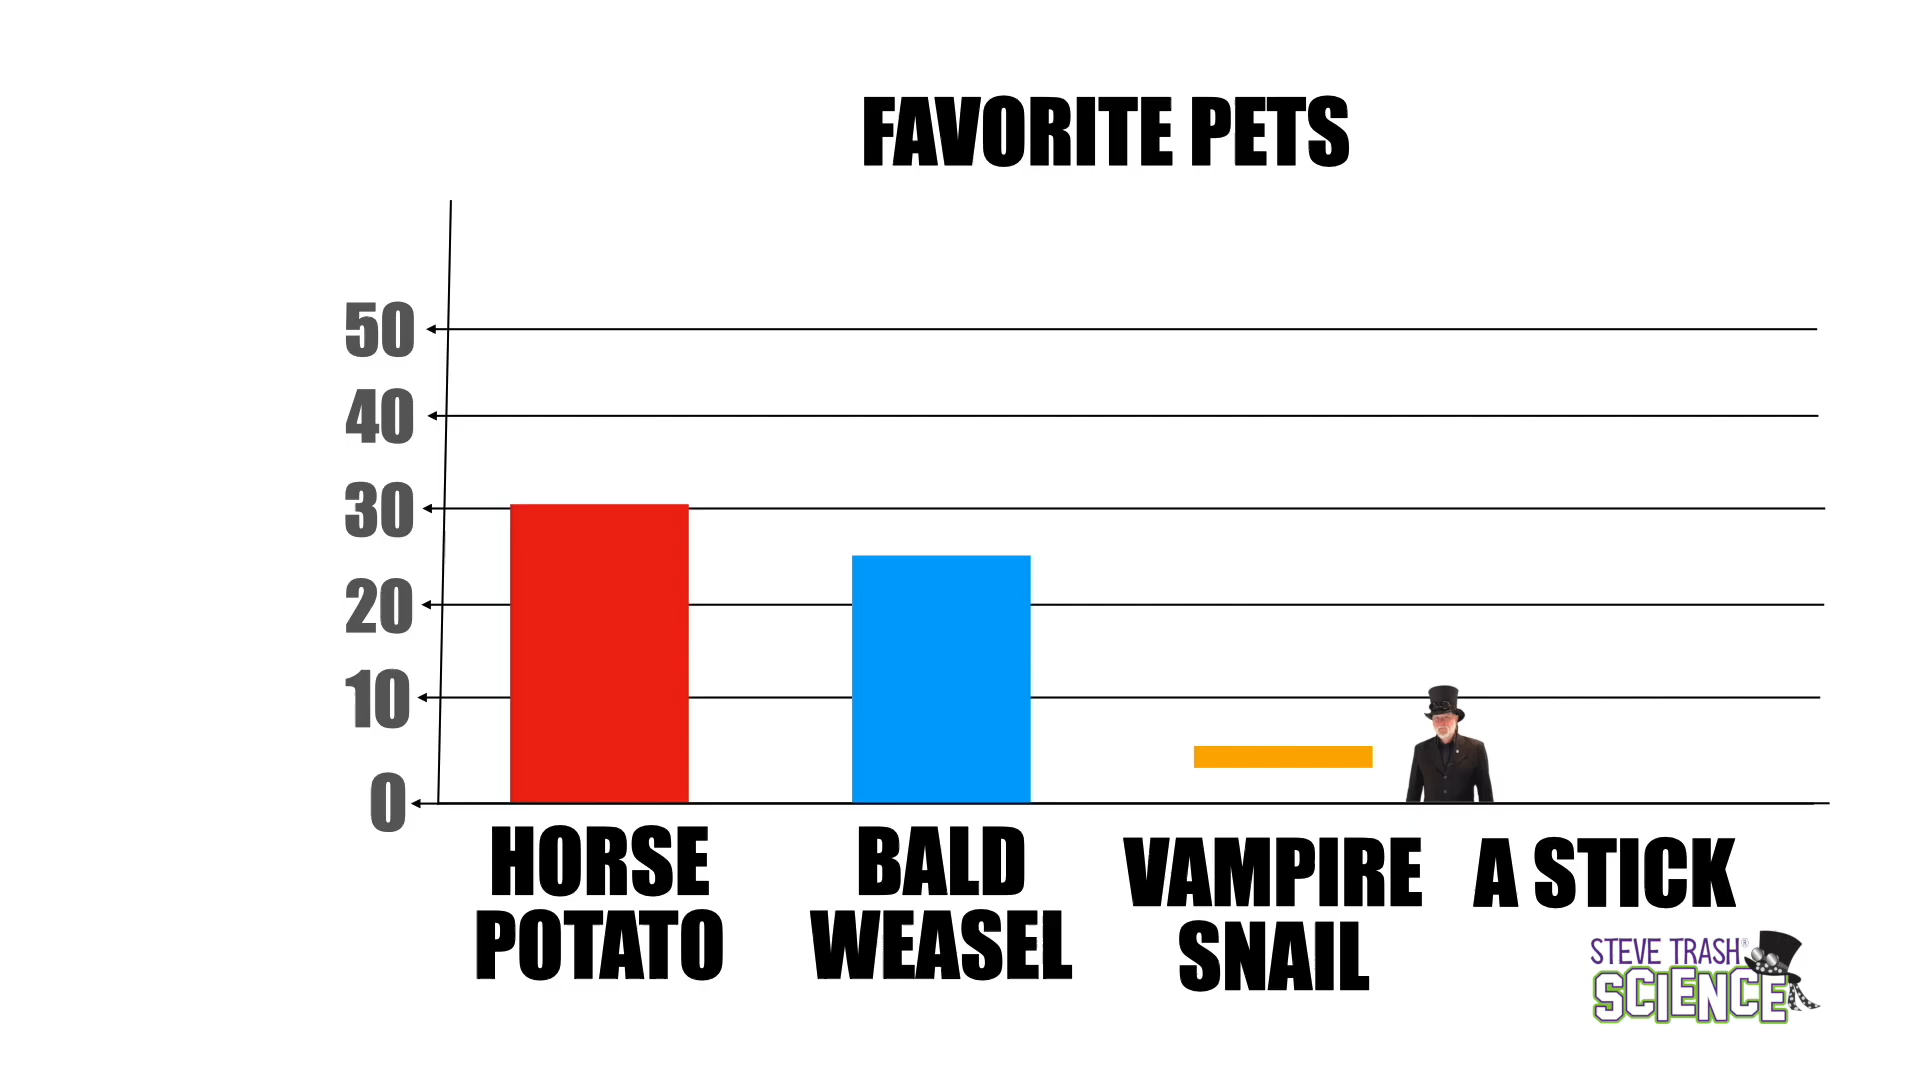 FAVORITE PETS
50
40
30
20
10
0
HORSE
POTATO
BALD
WEASEL
VAMPIRE
SNAIL
A STICK
STEVE TRASH®
SCIENCE